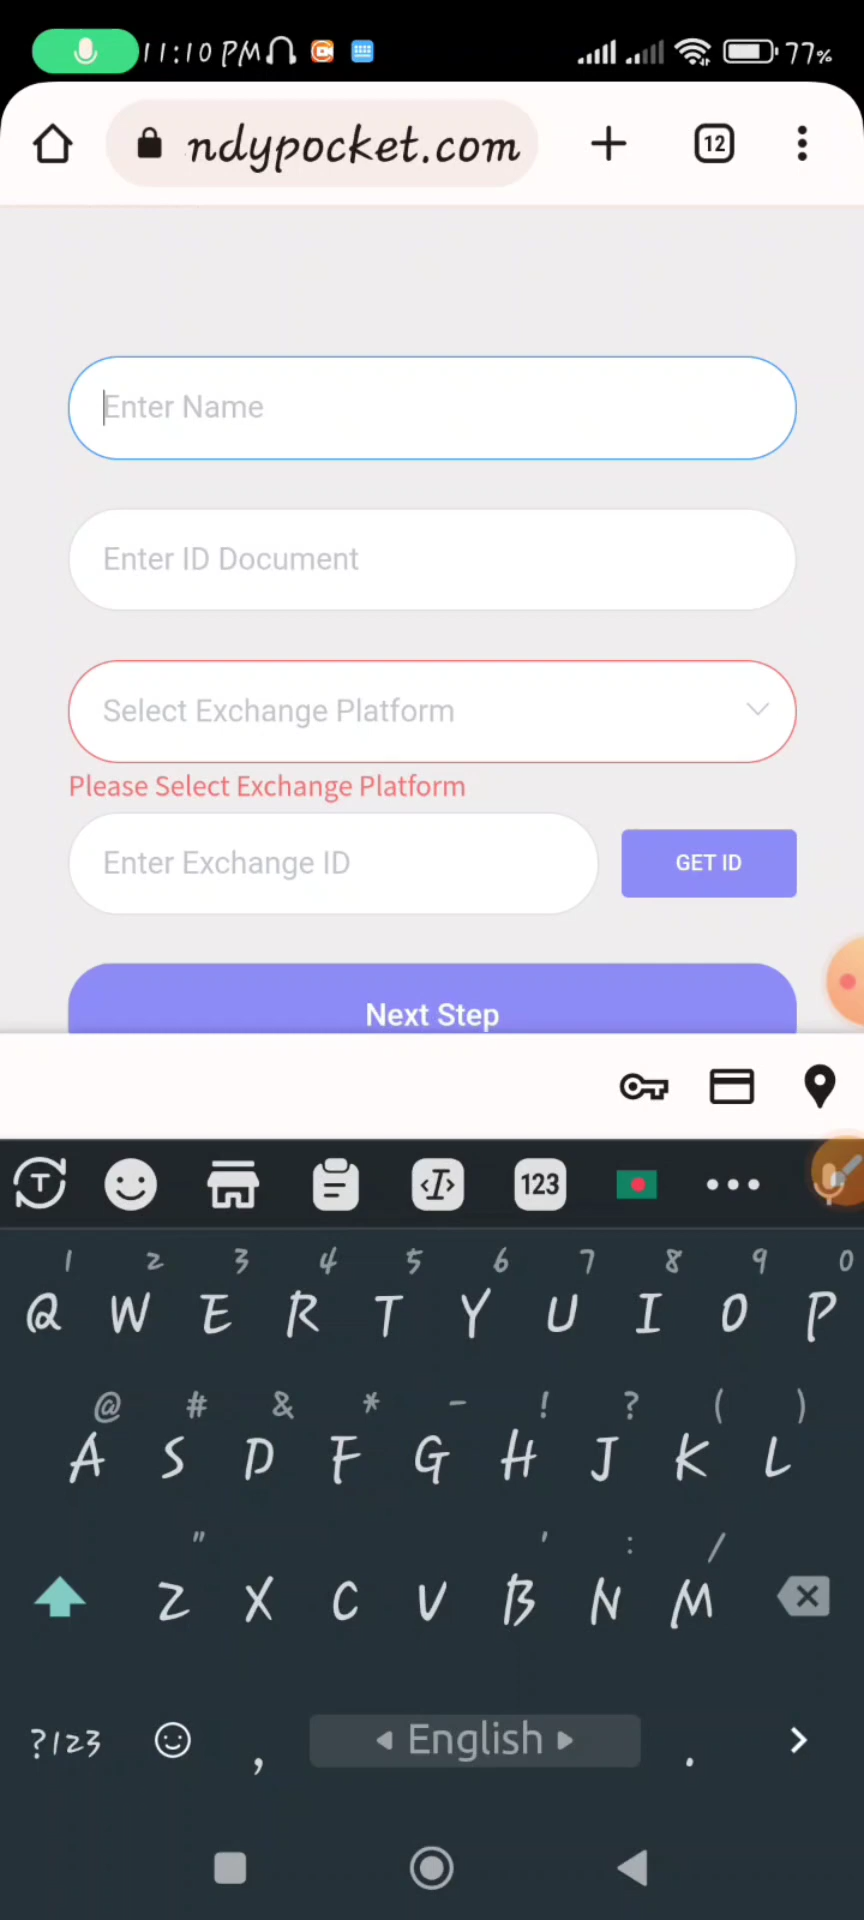 11:10 PM 77%
ndypocket.com 12
Enter Name
Enter ID Document
Select Exchange Platform
Please Select Exchange Platform
Enter Exchange ID GET ID
Next Step
T I 123
1 2 3 4 5 6 7 8 9 0
Q W E R T Y U I O P
@ # & * - ! ? ( )
A S D F G H J K L
" ' : /
Z X C V B N M
?123 , English .